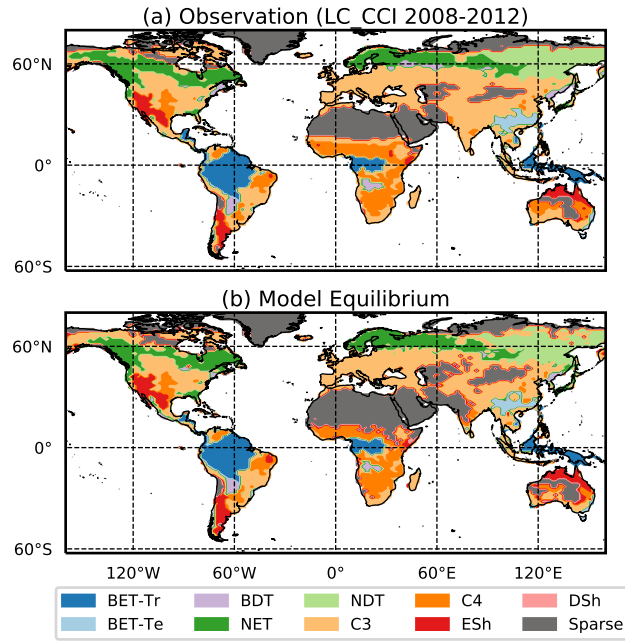 (a) Observation (LC_CCI 2008-2012)
60°N
0°
60°S
(b) Model Equilibrium
60°N
0°
60°S
120°W 60°W 0° 60°E 120°E
BET-Tr BDT NDT C4 DSh
BET-Te NET C3 ESh Sparse